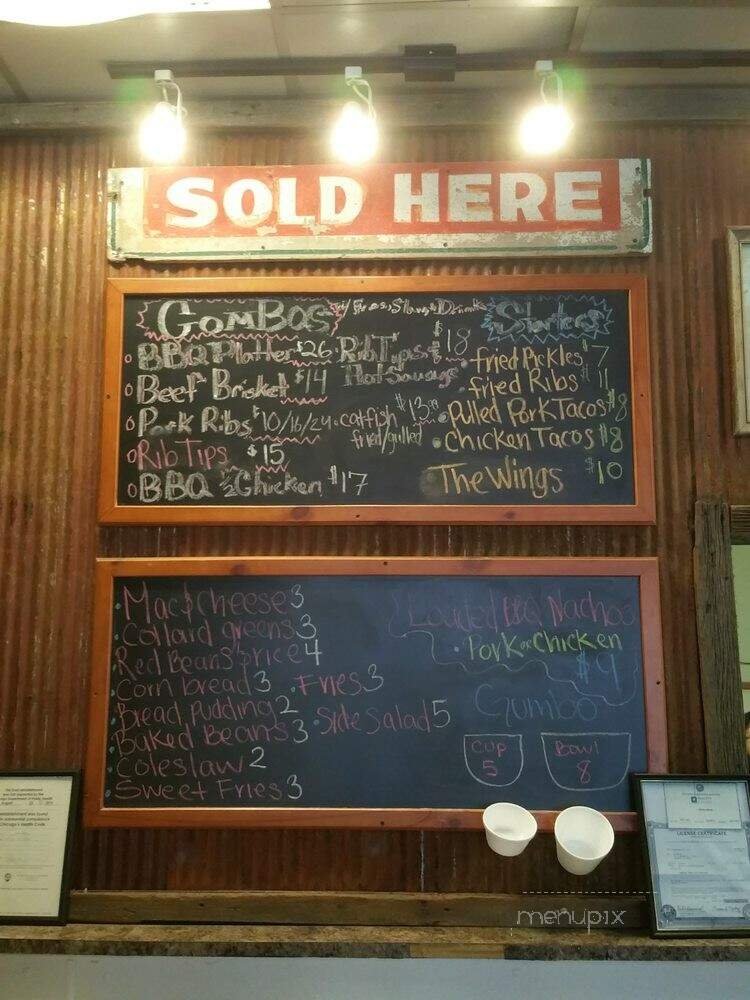 SOLD HERE
COMBOS w/ Fries, Slaw & Drink
BBQ Platter $26
Beef Brisket $14
Pork Ribs $10/16/24
Rib Tips $15
BBQ ½ Chicken $17
Rib Tips & $18
Hot Sausage
catfish $13
fried/grilled
Starters
fried Pickles $7
fried Ribs $11
Pulled Pork Tacos $8
Chicken Tacos $8
The Wings $10
Mac $ Cheese 3
Collard greens 3
Red Beans rice 4
Corn bread 3
Bread Pudding 2
Baked Beans 3
Coleslaw 2
Sweet Fries 3
Fries 3
Side Salad 5
Loaded BBQ Nachos
Pork or Chicken
$9
Gumbo
Cup
5
Bowl
8
LICENSE CERTIFICATE
menupix